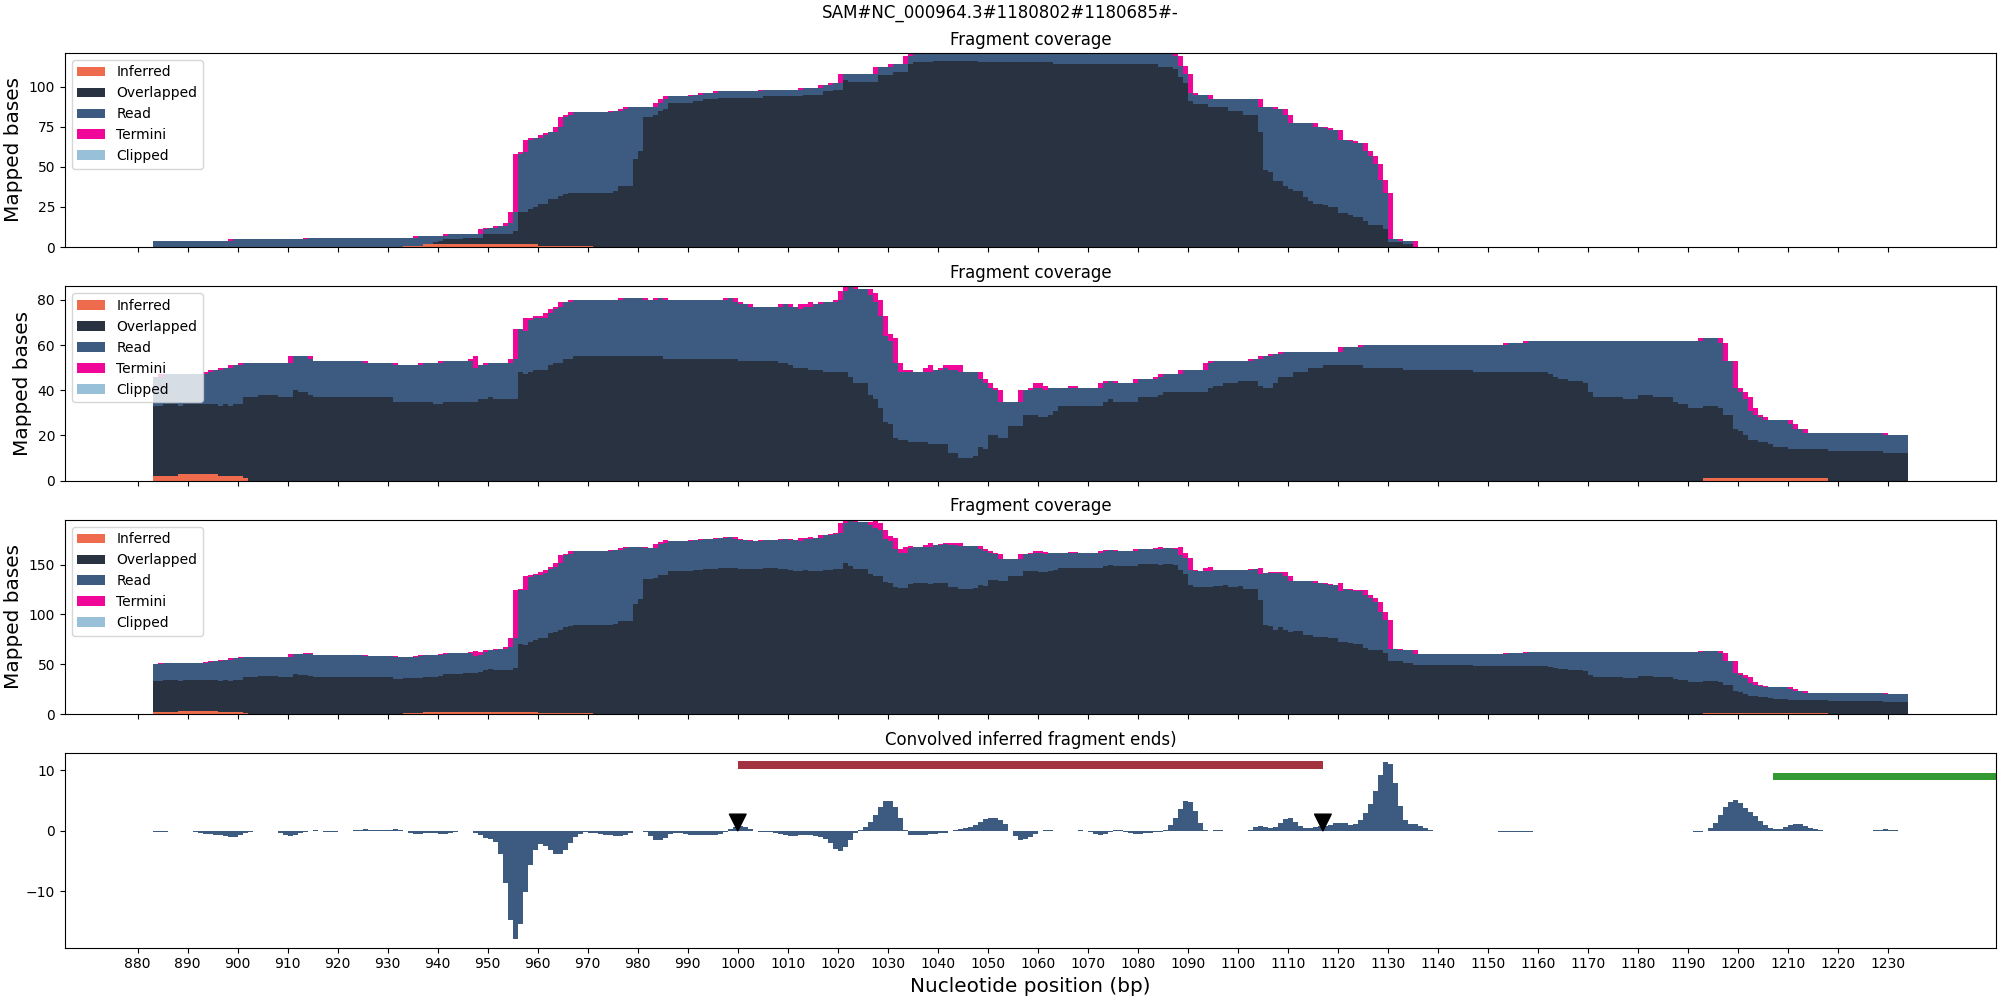 SAM#NC_000964.3#1180802#1180685#-
Fragment coverage
Mapped bases
100
75
50
25
0
Inferred
Overlapped
Read
Termini
Clipped
Fragment coverage
Mapped bases
80
60
40
20
0
Inferred
Overlapped
Read
Termini
Clipped
Fragment coverage
Mapped bases
150
100
50
0
Inferred
Overlapped
Read
Termini
Clipped
Convolved inferred fragment ends)
10
0
−10
880 890 900 910 920 930 940 950 960 970 980 990 1000 1010 1020 1030 1040 1050 1060 1070 1080 1090 1100 1110 1120 1130 1140 1150 1160 1170 1180 1190 1200 1210 1220 1230
Nucleotide position (bp)